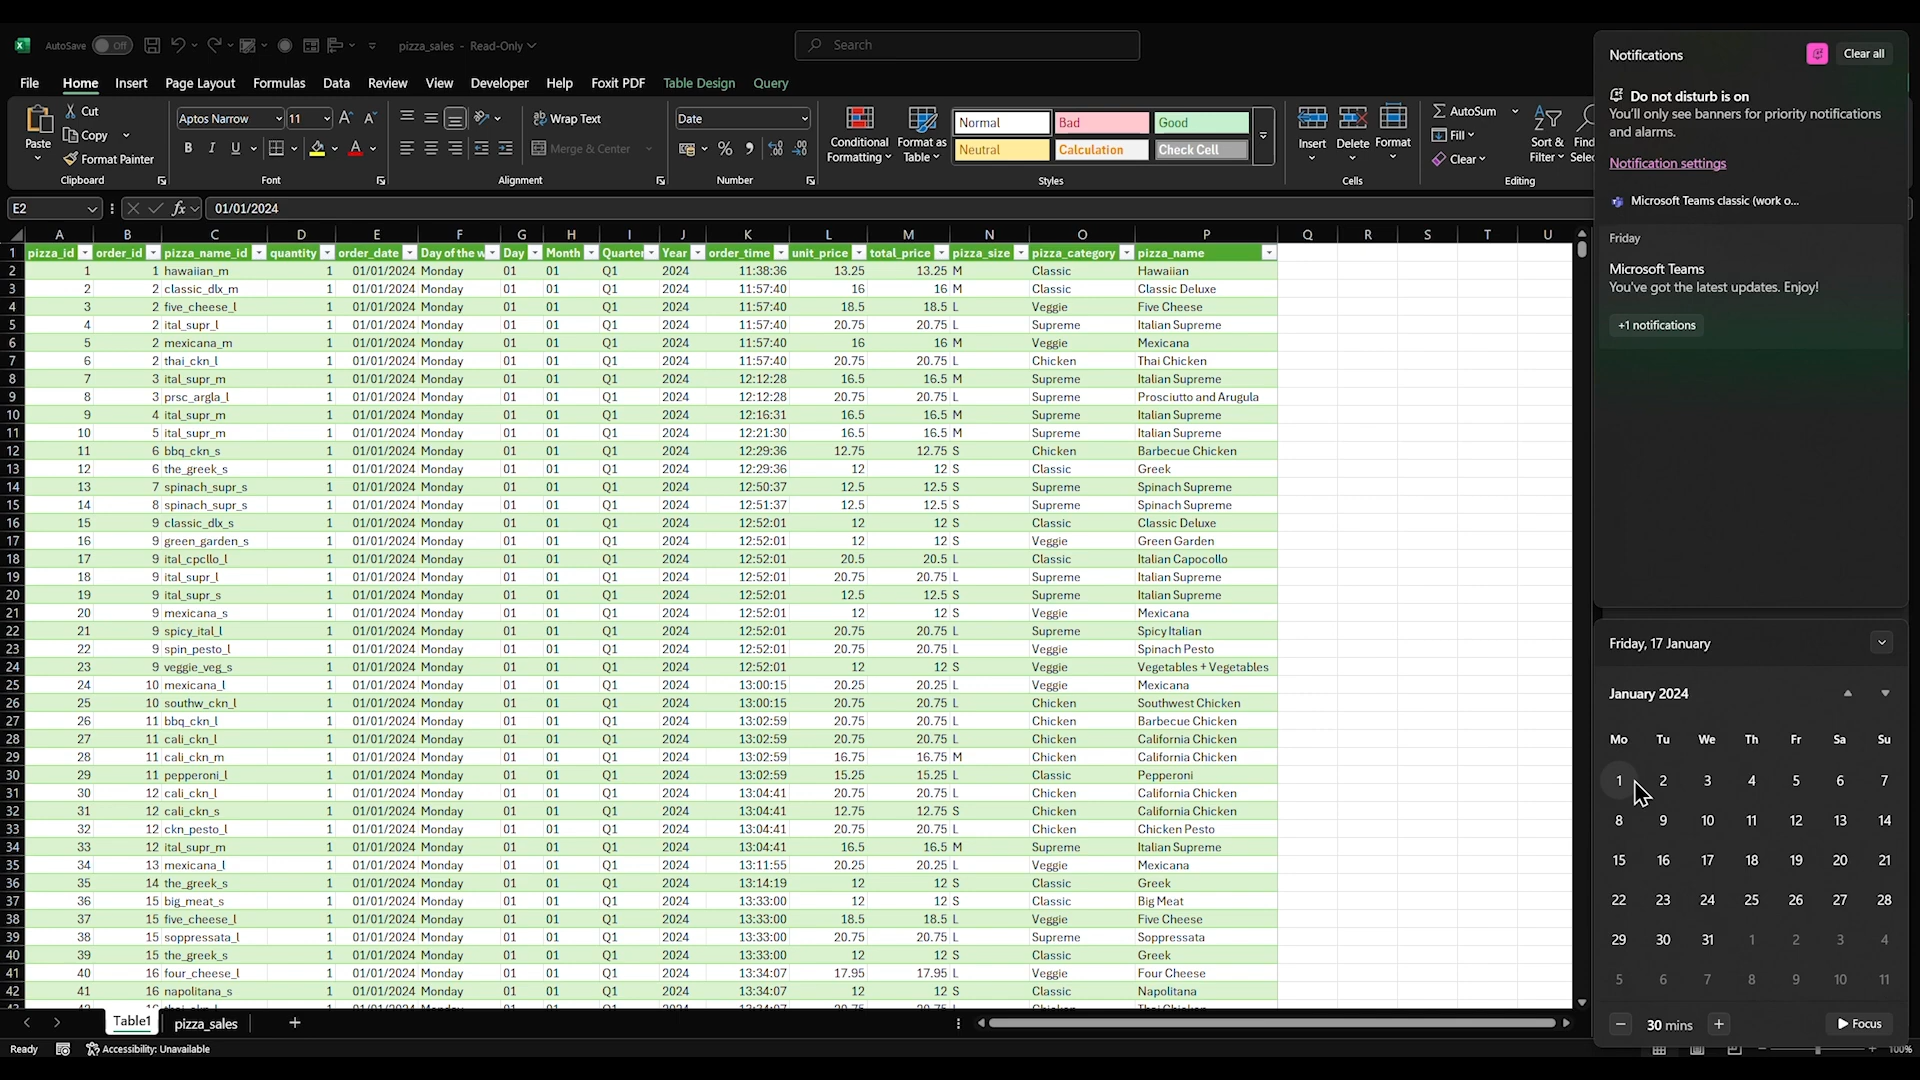 AutoSave Off pizza_sales - Read-Only Search
File Home Insert Page Layout Formulas Data Review View Developer Help Foxit PDF Table Design Query
Paste Cut Copy Format Painter Clipboard
Aptos Narrow 11 B I U Font
Wrap Text Merge & Center Alignment
Date % Number
Conditional Formatting Format as Table Normal Bad Good Neutral Calculation Check Cell Styles
Insert Delete Format Cells
AutoSum Fill Clear Sort & Filter Find Selec Editing
E2 fx 01/01/2024
A B C D E F G H I J K L M N O P Q R S T U
1 pizza_id order_id pizza_name_id quantity order_date Day of the w Day Month Quarter Year order_time unit_price total_price pizza_size pizza_category pizza_name
2 1 1 hawaiian_m 1 01/01/2024 Monday 01 01 Q1 2024 11:38:36 13.25 13.25 M Classic Hawaiian
3 2 2 classic_dlx_m 1 01/01/2024 Monday 01 01 Q1 2024 11:57:40 16 16 M Classic Classic Deluxe
4 3 2 five_cheese_l 1 01/01/2024 Monday 01 01 Q1 2024 11:57:40 18.5 18.5 L Veggie Five Cheese
5 4 2 ital_supr_l 1 01/01/2024 Monday 01 01 Q1 2024 11:57:40 20.75 20.75 L Supreme Italian Supreme
6 5 2 mexicana_m 1 01/01/2024 Monday 01 01 Q1 2024 11:57:40 16 16 M Veggie Mexicana
7 6 2 thai_ckn_l 1 01/01/2024 Monday 01 01 Q1 2024 11:57:40 20.75 20.75 L Chicken Thai Chicken
8 7 3 ital_supr_m 1 01/01/2024 Monday 01 01 Q1 2024 12:12:28 16.5 16.5 M Supreme Italian Supreme
9 8 3 prsc_argla_l 1 01/01/2024 Monday 01 01 Q1 2024 12:12:28 20.75 20.75 L Supreme Prosciutto and Arugula
10 9 4 ital_supr_m 1 01/01/2024 Monday 01 01 Q1 2024 12:16:31 16.5 16.5 M Supreme Italian Supreme
11 10 5 ital_supr_m 1 01/01/2024 Monday 01 01 Q1 2024 12:21:30 16.5 16.5 M Supreme Italian Supreme
12 11 6 bbq_ckn_s 1 01/01/2024 Monday 01 01 Q1 2024 12:29:36 12.75 12.75 S Chicken Barbecue Chicken
13 12 6 the_greek_s 1 01/01/2024 Monday 01 01 Q1 2024 12:29:36 12 12 S Classic Greek
14 13 7 spinach_supr_s 1 01/01/2024 Monday 01 01 Q1 2024 12:50:37 12.5 12.5 S Supreme Spinach Supreme
15 14 8 spinach_supr_s 1 01/01/2024 Monday 01 01 Q1 2024 12:51:37 12.5 12.5 S Supreme Spinach Supreme
16 15 9 classic_dlx_s 1 01/01/2024 Monday 01 01 Q1 2024 12:52:01 12 12 S Classic Classic Deluxe
17 16 9 green_garden_s 1 01/01/2024 Monday 01 01 Q1 2024 12:52:01 12 12 S Veggie Green Garden
18 17 9 ital_cpcllo_l 1 01/01/2024 Monday 01 01 Q1 2024 12:52:01 20.5 20.5 L Classic Italian Capocollo
19 18 9 ital_supr_l 1 01/01/2024 Monday 01 01 Q1 2024 12:52:01 20.75 20.75 L Supreme Italian Supreme
20 19 9 ital_supr_s 1 01/01/2024 Monday 01 01 Q1 2024 12:52:01 12.5 12.5 S Supreme Italian Supreme
21 20 9 mexicana_s 1 01/01/2024 Monday 01 01 Q1 2024 12:52:01 12 12 S Veggie Mexicana
22 21 9 spicy_ital_l 1 01/01/2024 Monday 01 01 Q1 2024 12:52:01 20.75 20.75 L Supreme Spicy Italian
23 22 9 spin_pesto_l 1 01/01/2024 Monday 01 01 Q1 2024 12:52:01 20.75 20.75 L Veggie Spinach Pesto
24 23 9 veggie_veg_s 1 01/01/2024 Monday 01 01 Q1 2024 12:52:01 12 12 S Veggie Vegetables + Vegetables
25 24 10 mexicana_l 1 01/01/2024 Monday 01 01 Q1 2024 13:00:15 20.25 20.25 L Veggie Mexicana
26 25 10 southw_ckn_l 1 01/01/2024 Monday 01 01 Q1 2024 13:00:15 20.75 20.75 L Chicken Southwest Chicken
27 26 11 bbq_ckn_l 1 01/01/2024 Monday 01 01 Q1 2024 13:02:59 20.75 20.75 L Chicken Barbecue Chicken
28 27 11 cali_ckn_l 1 01/01/2024 Monday 01 01 Q1 2024 13:02:59 20.75 20.75 L Chicken California Chicken
29 28 11 cali_ckn_m 1 01/01/2024 Monday 01 01 Q1 2024 13:02:59 16.75 16.75 M Chicken California Chicken
30 29 11 pepperoni_l 1 01/01/2024 Monday 01 01 Q1 2024 13:02:59 15.25 15.25 L Classic Pepperoni
31 30 12 cali_ckn_l 1 01/01/2024 Monday 01 01 Q1 2024 13:04:41 20.75 20.75 L Chicken California Chicken
32 31 12 cali_ckn_s 1 01/01/2024 Monday 01 01 Q1 2024 13:04:41 12.75 12.75 S Chicken California Chicken
33 32 12 ckn_pesto_l 1 01/01/2024 Monday 01 01 Q1 2024 13:04:41 20.75 20.75 L Chicken Chicken Pesto
34 33 12 ital_supr_m 1 01/01/2024 Monday 01 01 Q1 2024 13:04:41 16.5 16.5 M Supreme Italian Supreme
35 34 13 mexicana_l 1 01/01/2024 Monday 01 01 Q1 2024 13:11:55 20.25 20.25 L Veggie Mexicana
36 35 14 the_greek_s 1 01/01/2024 Monday 01 01 Q1 2024 13:14:19 12 12 S Classic Greek
37 36 15 big_meat_s 1 01/01/2024 Monday 01 01 Q1 2024 13:33:00 12 12 S Classic Big Meat
38 37 15 five_cheese_l 1 01/01/2024 Monday 01 01 Q1 2024 13:33:00 18.5 18.5 L Veggie Five Cheese
39 38 15 soppressata_l 1 01/01/2024 Monday 01 01 Q1 2024 13:33:00 20.75 20.75 L Supreme Soppressata
40 39 15 the_greek_s 1 01/01/2024 Monday 01 01 Q1 2024 13:33:00 12 12 S Classic Greek
41 40 16 four_cheese_l 1 01/01/2024 Monday 01 01 Q1 2024 13:34:07 17.95 17.95 L Veggie Four Cheese
42 41 16 napolitana_s 1 01/01/2024 Monday 01 01 Q1 2024 13:34:07 12 12 S Classic Napolitana
Table1 pizza_sales
Ready Accessibility: Unavailable 100%
Notifications Clear all
Do not disturb is on
You'll only see banners for priority notifications
and alarms.
Notification settings
Microsoft Teams classic (work o...
Friday
Microsoft Teams
You've got the latest updates. Enjoy!
+1 notifications
Friday, 17 January
January 2024
Mo Tu We Th Fr Sa Su
1 2 3 4 5 6 7
8 9 10 11 12 13 14
15 16 17 18 19 20 21
22 23 24 25 26 27 28
29 30 31 1 2 3 4
5 6 7 8 9 10 11
30 mins Focus